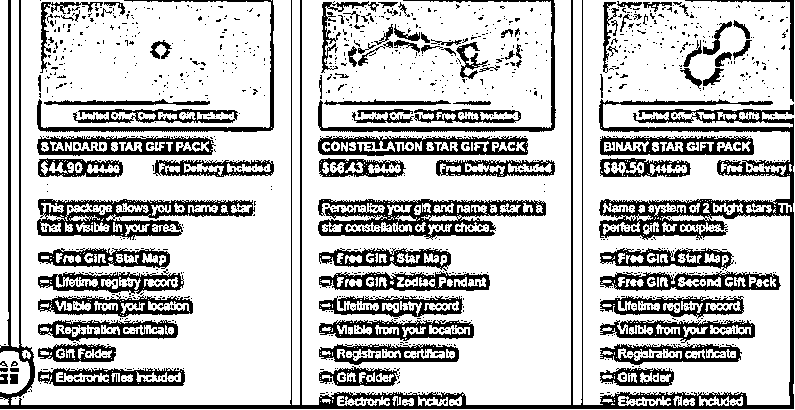 Limited Offer: One Free Gift Included
STANDARD STAR GIFT PACK
$44.90
Free Delivery Included
This package allows you to name a star
that is visible in your area.
Free Gift - Star Map
Lifetime registry record
Visible from your location
Registration certificate
Gift Folder
Electronic files included
Limited Offer: Two Free Gifts Included
CONSTELLATION STAR GIFT PACK
$66.43
Free Delivery Included
Personalize your gift and name a star in a
star constellation of your choice.
Free Gift - Star Map
Free Gift - Zodiac Pendant
Lifetime registry record
Visible from your location
Registration certificate
Gift Folder
Electronic files included
Limited Offer: Two Free Gifts Included
BINARY STAR GIFT PACK
$80.50
Free Delivery
Name a system of 2 bright stars. Th
perfect gift for couples.
Free Gift - Star Map
Free Gift - Second Gift Pack
Lifetime registry record
Visible from your location
Registration certificate
Gift folder
Electronic files included